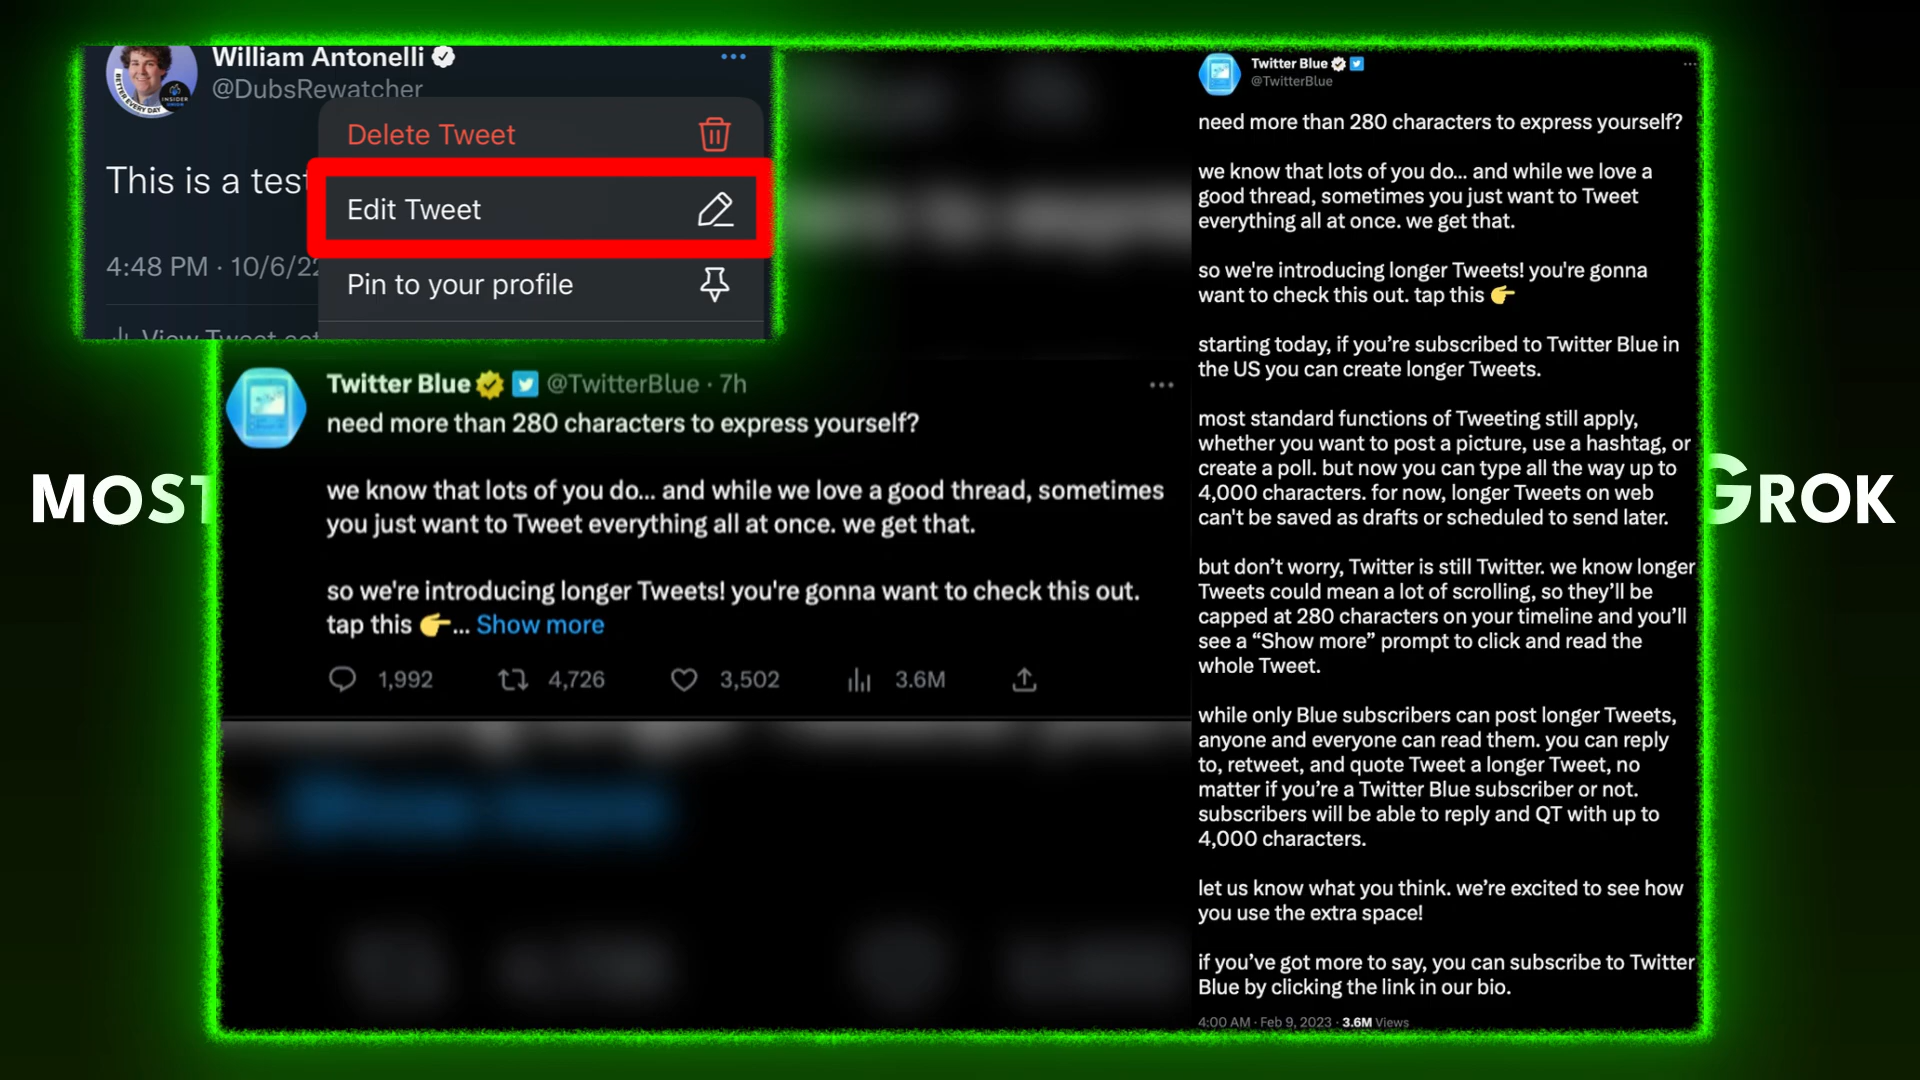 William Antonelli
@DubsRewatcher
Delete Tweet
This is a test
Edit Tweet
4:48 PM · 10/6/22
Pin to your profile
View Tweet
BETTER EVERY DAY
INSIDER
UNION
MOST
GROK
Twitter Blue @TwitterBlue · 7h
need more than 280 characters to express yourself?
we know that lots of you do... and while we love a good thread, sometimes
you just want to Tweet everything all at once. we get that.
so we're introducing longer Tweets! you're gonna want to check this out.
tap this 👉... Show more
1,992 4,726 3,502 3.6M
Twitter Blue
@TwitterBlue
need more than 280 characters to express yourself?
we know that lots of you do... and while we love a
good thread, sometimes you just want to Tweet
everything all at once. we get that.
so we're introducing longer Tweets! you're gonna
want to check this out. tap this 👉
starting today, if you’re subscribed to Twitter Blue in
the US you can create longer Tweets.
most standard functions of Tweeting still apply,
whether you want to post a picture, use a hashtag, or
create a poll. but now you can type all the way up to
4,000 characters. for now, longer Tweets on web
can't be saved as drafts or scheduled to send later.
but don’t worry, Twitter is still Twitter. we know longer
Tweets could mean a lot of scrolling, so they’ll be
capped at 280 characters on your timeline and you’ll
see a “Show more” prompt to click and read the
whole Tweet.
while only Blue subscribers can post longer Tweets,
anyone and everyone can read them. you can reply
to, retweet, and quote Tweet a longer Tweet, no
matter if you’re a Twitter Blue subscriber or not.
subscribers will be able to reply and QT with up to
4,000 characters.
let us know what you think. we’re excited to see how
you use the extra space!
if you’ve got more to say, you can subscribe to Twitter
Blue by clicking the link in our bio.
4:00 AM · Feb 9, 2023 · 3.6M Views